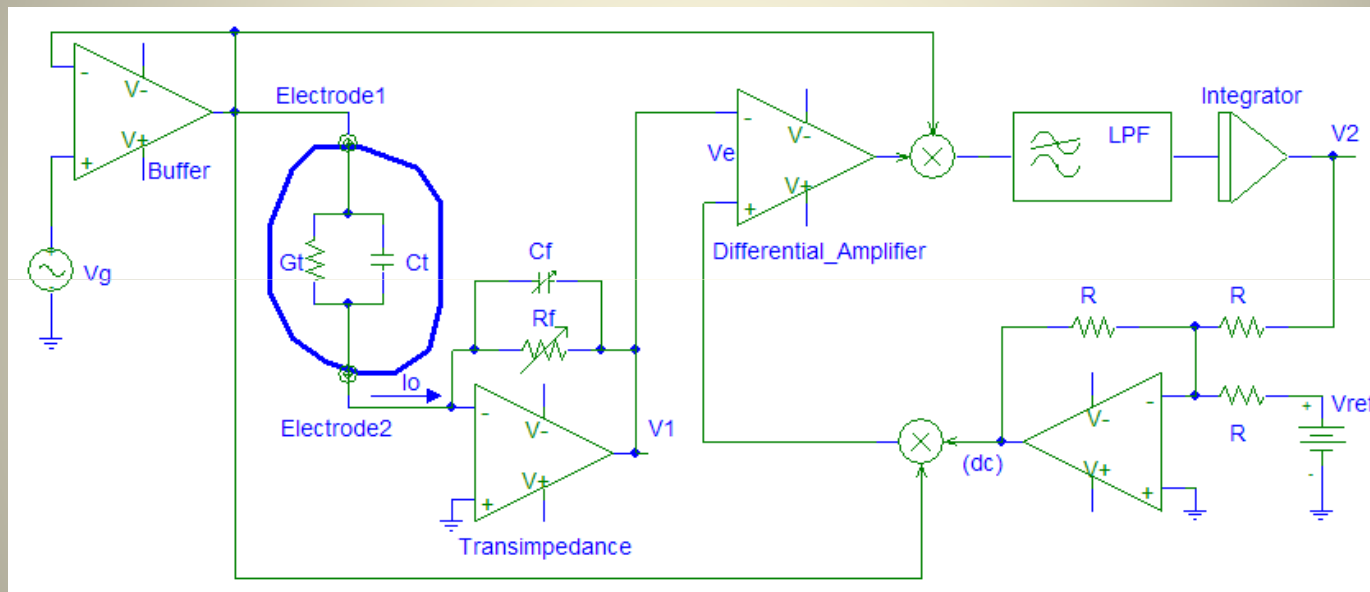 V-
V+
-
+
Buffer
Vg
Electrode1
Gt
Ct
Electrode2
Io
Cf
Rf
-
V-
V+
+
V1
Transimpedance
-
Ve
V-
V+
+
Differential_Amplifier
LPF
Integrator
V2
R
R
R
-
V-
V+
+
(dc)
+
Vref
-